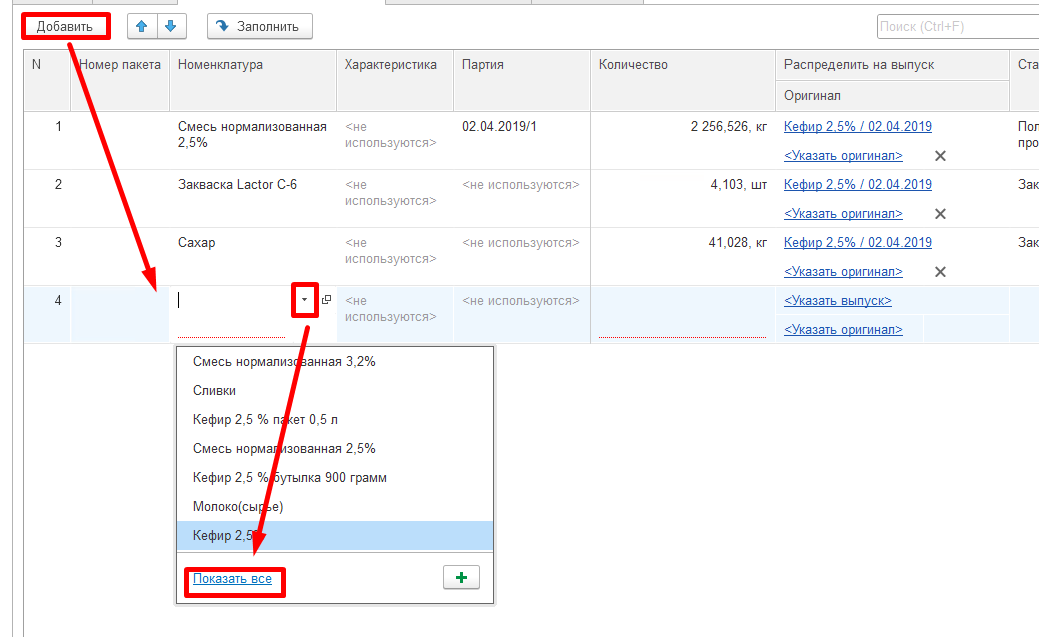 Добавить
Заполнить
Поиск (Ctrl+F)
N
Номер пакета
Номенклатура
Характеристика
Партия
Количество
Распределить на выпуск
Ста
Оригинал
1
Смесь нормализованная
2,5%
<не
используются>
02.04.2019/1
2 256,526, кг
Кефир 2,5% / 02.04.2019
<Указать оригинал>
Пол
про
2
Закваска Lactor С-6
<не
используются>
<не используются>
4,103, шт
Кефир 2,5% / 02.04.2019
<Указать оригинал>
Зак
3
Сахар
<не
используются>
<не используются>
41,028, кг
Кефир 2,5% / 02.04.2019
<Указать оригинал>
Зак
4
<не
используются>
<не используются>
<Указать выпуск>
<Указать оригинал>
Смесь нормализованная 3,2%
Сливки
Кефир 2,5 % пакет 0,5 л
Смесь нормализованная 2,5%
Кефир 2,5 % бутылка 900 грамм
Молоко(сырье)
Кефир 2,5%
Показать все